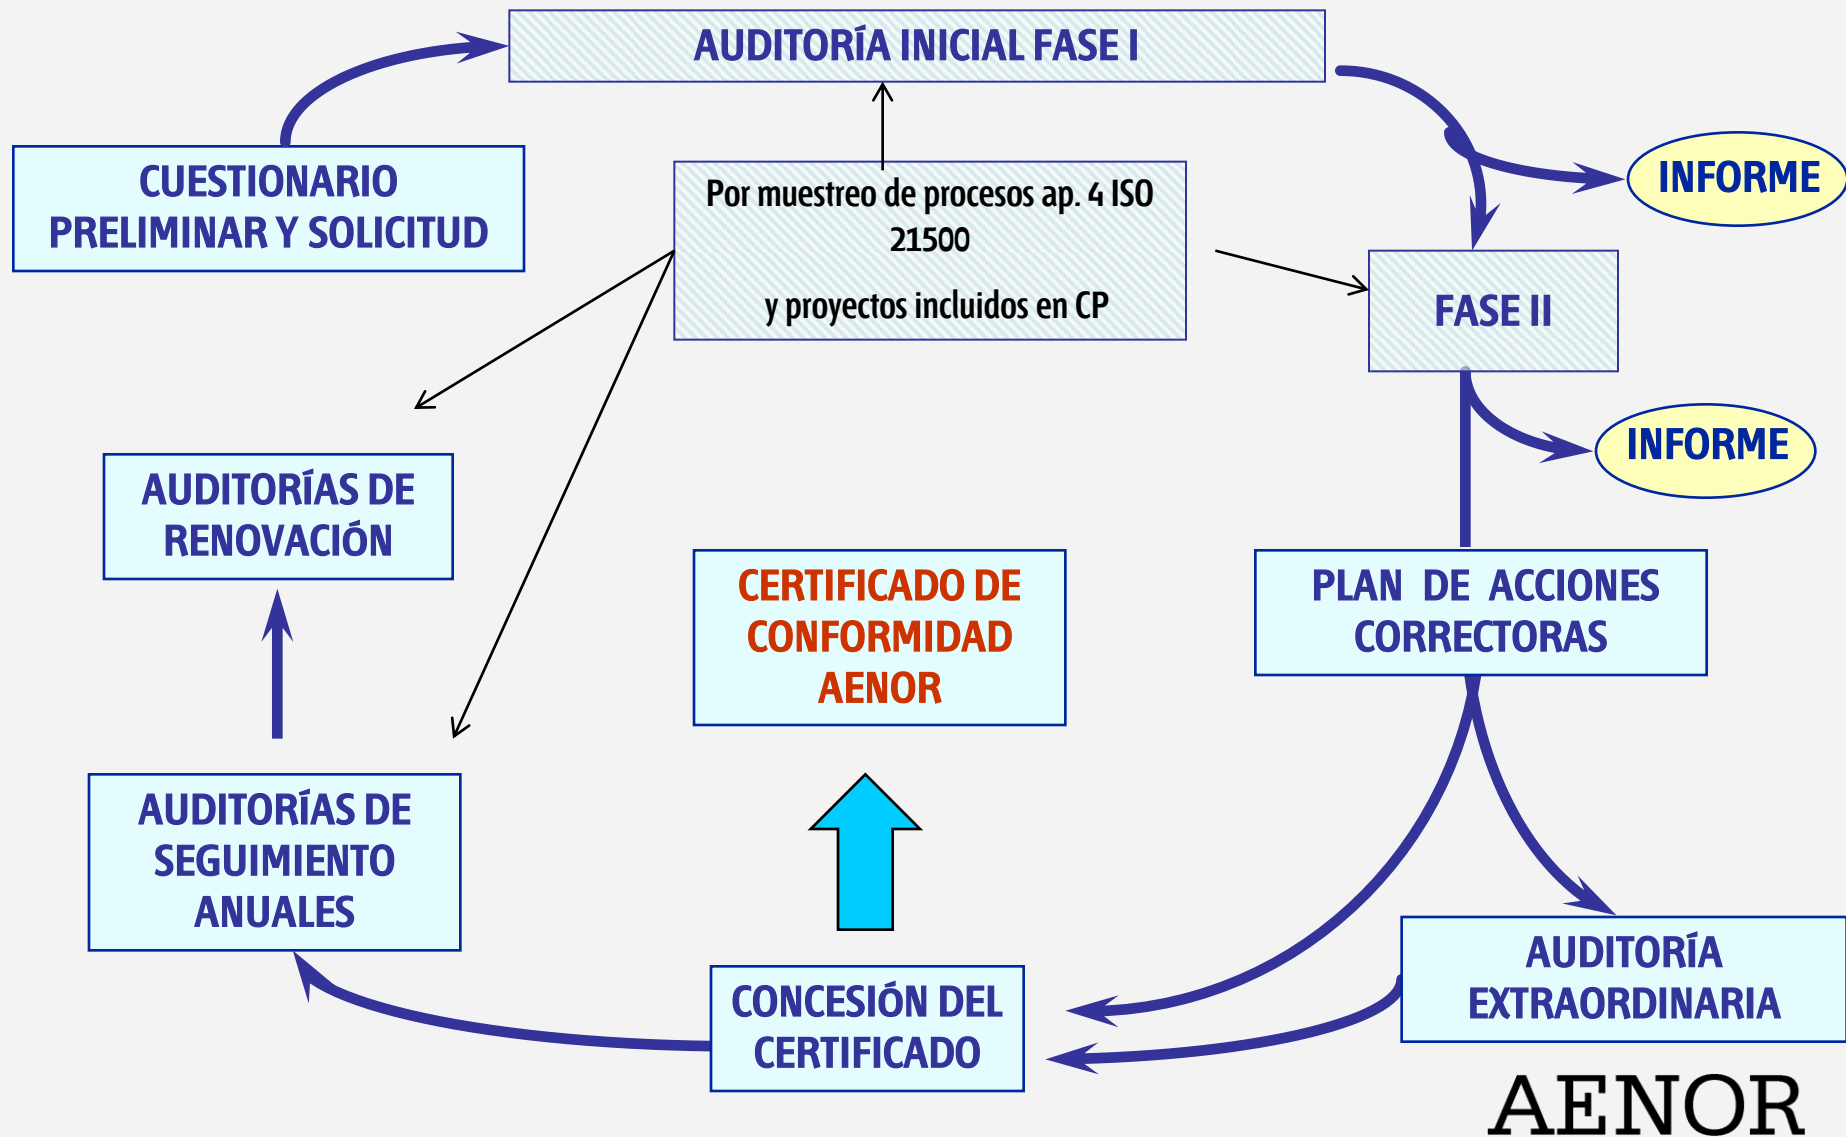 AUDITORÍA INICIAL FASE I
CUESTIONARIO
PRELIMINAR Y SOLICITUD
Por muestreo de procesos ap. 4 ISO
21500
y proyectos incluidos en CP
INFORME
FASE II
INFORME
AUDITORÍAS DE
RENOVACIÓN
CERTIFICADO DE
CONFORMIDAD
AENOR
PLAN DE ACCIONES
CORRECTORAS
AUDITORÍAS DE
SEGUIMIENTO
ANUALES
AUDITORÍA
EXTRAORDINARIA
CONCESIÓN DEL
CERTIFICADO
AENOR